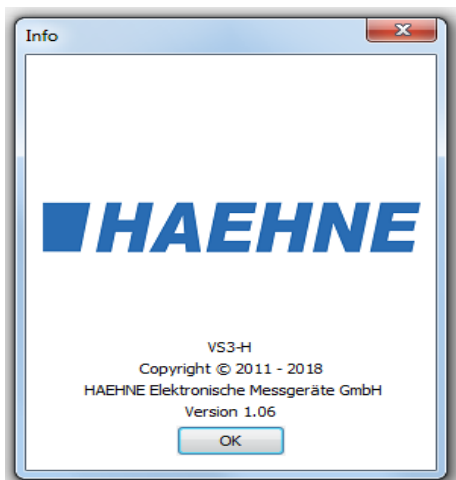 Info
HAEHNE
VS3-H
Copyright © 2011 - 2018
HAEHNE Elektronische Messgeräte GmbH
Version 1.06
OK